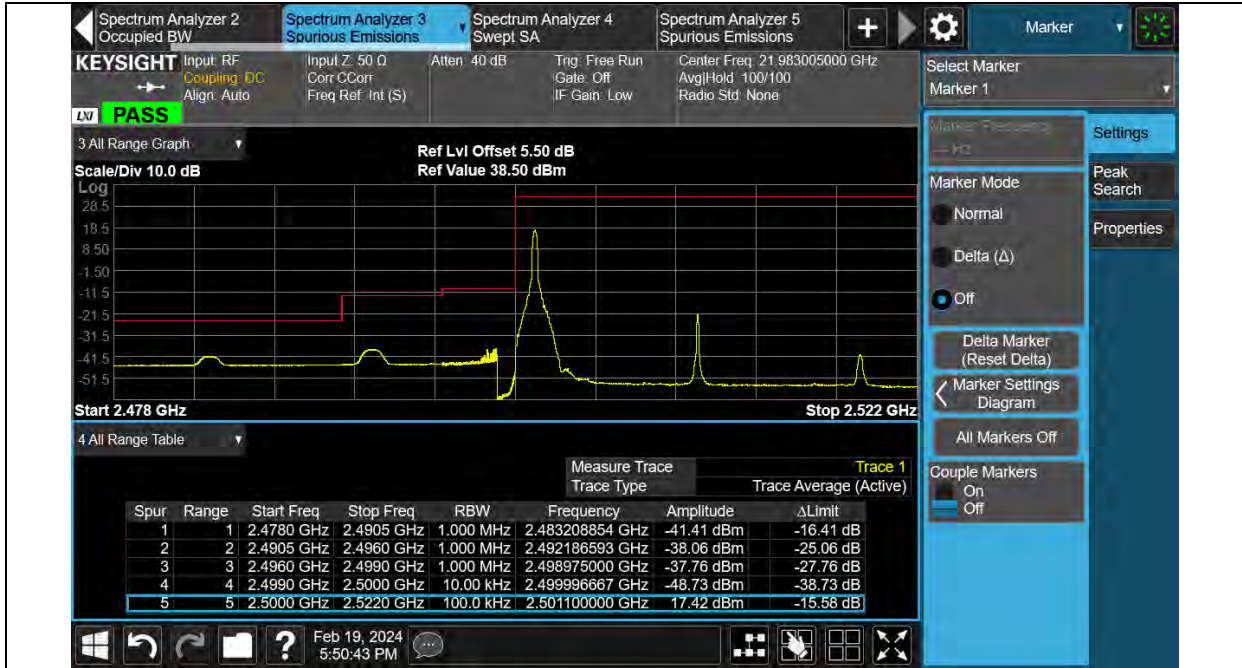 Spectrum Analyzer 2
Occupied BW
Spectrum Analyzer 3
Spurious Emissions
Spectrum Analyzer 4
Swept SA
Spectrum Analyzer 5
Spurious Emissions
+
Marker
KEYSIGHT
Input: RF
Coupling: DC
Align: Auto
Input Z: 50 Ω
Corr CCorr
Freq Ref: Int (S)
Atten: 40 dB
Trig: Free Run
Gate: Off
IF Gain: Low
Center Freq: 21.983005000 GHz
Avg|Hold: 100/100
Radio Std: None
LXI PASS
3 All Range Graph
Scale/Div 10.0 dB
Ref Lvl Offset 5.50 dB
Ref Value 38.50 dBm
Log
28.5
18.5
8.50
-1.50
-11.5
-21.5
-31.5
-41.5
-51.5
Start 2.478 GHz
Stop 2.522 GHz
4 All Range Table
Measure Trace Trace 1
Trace Type Trace Average (Active)
Spur Range Start Freq Stop Freq RBW Frequency Amplitude ΔLimit
1 1 2.4780 GHz 2.4905 GHz 1.000 MHz 2.483208854 GHz -41.41 dBm -16.41 dB
2 2 2.4905 GHz 2.4960 GHz 1.000 MHz 2.492186593 GHz -38.06 dBm -25.06 dB
3 3 2.4960 GHz 2.4990 GHz 1.000 MHz 2.498975000 GHz -37.76 dBm -27.76 dB
4 4 2.4990 GHz 2.5000 GHz 10.00 kHz 2.499996667 GHz -48.73 dBm -38.73 dB
5 5 2.5000 GHz 2.5220 GHz 100.0 kHz 2.501100000 GHz 17.42 dBm -15.58 dB
Select Marker
Marker 1
Marker Frequency
--- Hz
Marker Mode
Normal
Delta (Δ)
Off
Delta Marker
(Reset Delta)
Marker Settings
Diagram
All Markers Off
Couple Markers
On
Off
Settings
Peak
Search
Properties
?
Feb 19, 2024
5:50:43 PM